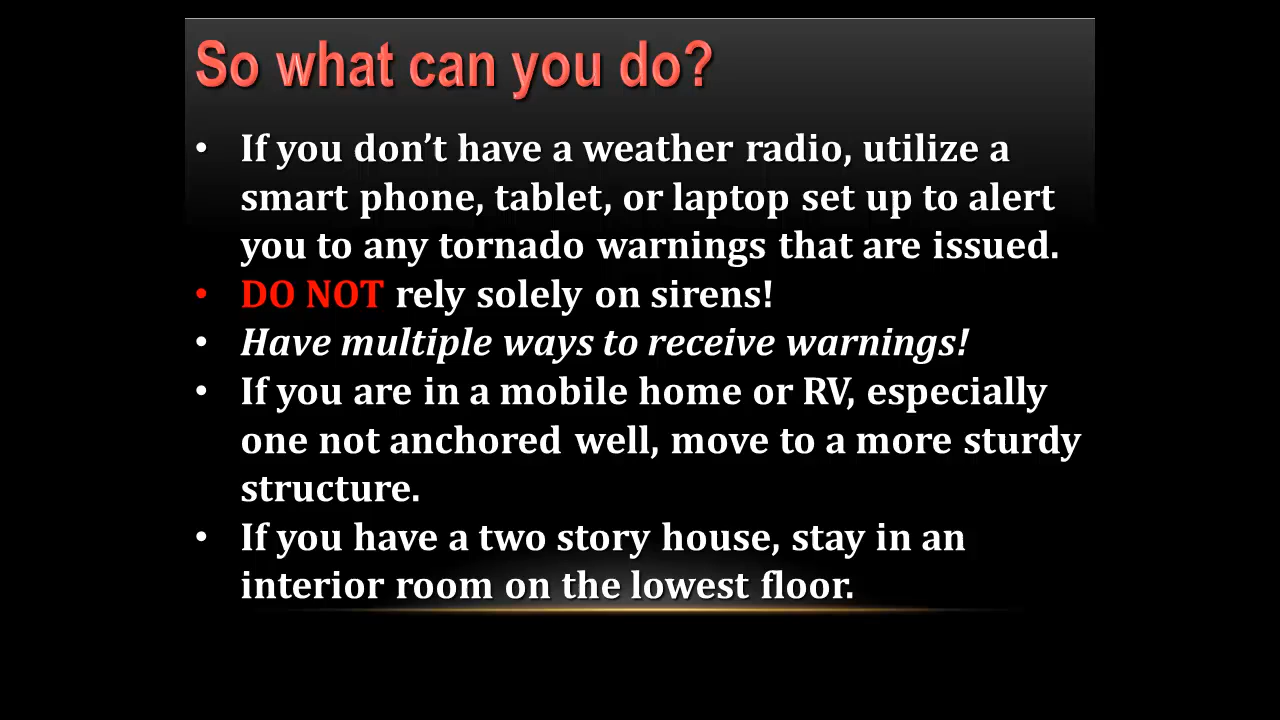 So what can you do?
• If you don’t have a weather radio, utilize a
smart phone, tablet, or laptop set up to alert
you to any tornado warnings that are issued.
• DO NOT rely solely on sirens!
• Have multiple ways to receive warnings!
• If you are in a mobile home or RV, especially
one not anchored well, move to a more sturdy
structure.
• If you have a two story house, stay in an
interior room on the lowest floor.